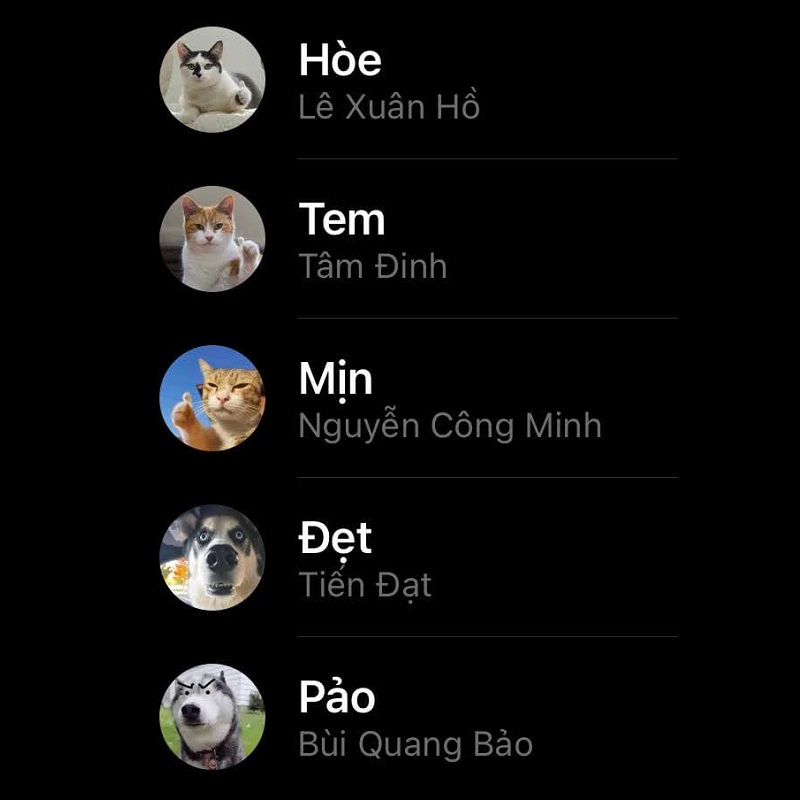 Hòe
Lê Xuân Hồ
Tem
Tâm Đinh
Mịn
Nguyễn Công Minh
Đẹt
Tiến Đạt
Pảo
Bùi Quang Bảo